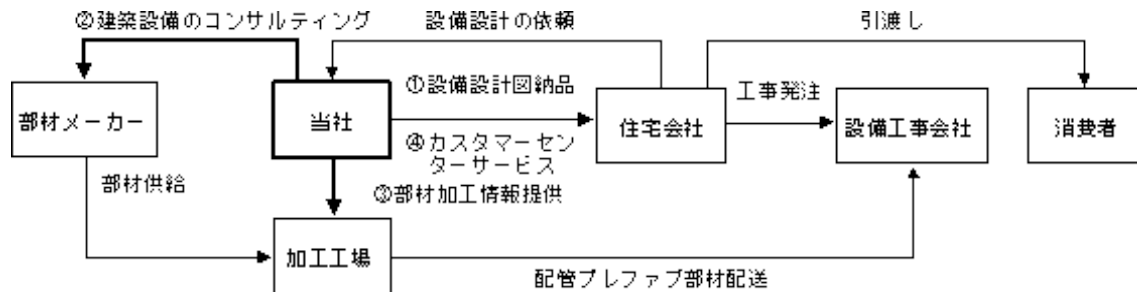 ②建築設備のコンサルティング
設備設計の依頼
引渡し
部材メーカー
当社
①設備設計図納品
④カスタマーセン
ターサービス
住宅会社
工事発注
設備工事会社
消費者
部材供給
③部材加工情報提供
加工工場
配管プレファブ部材配送